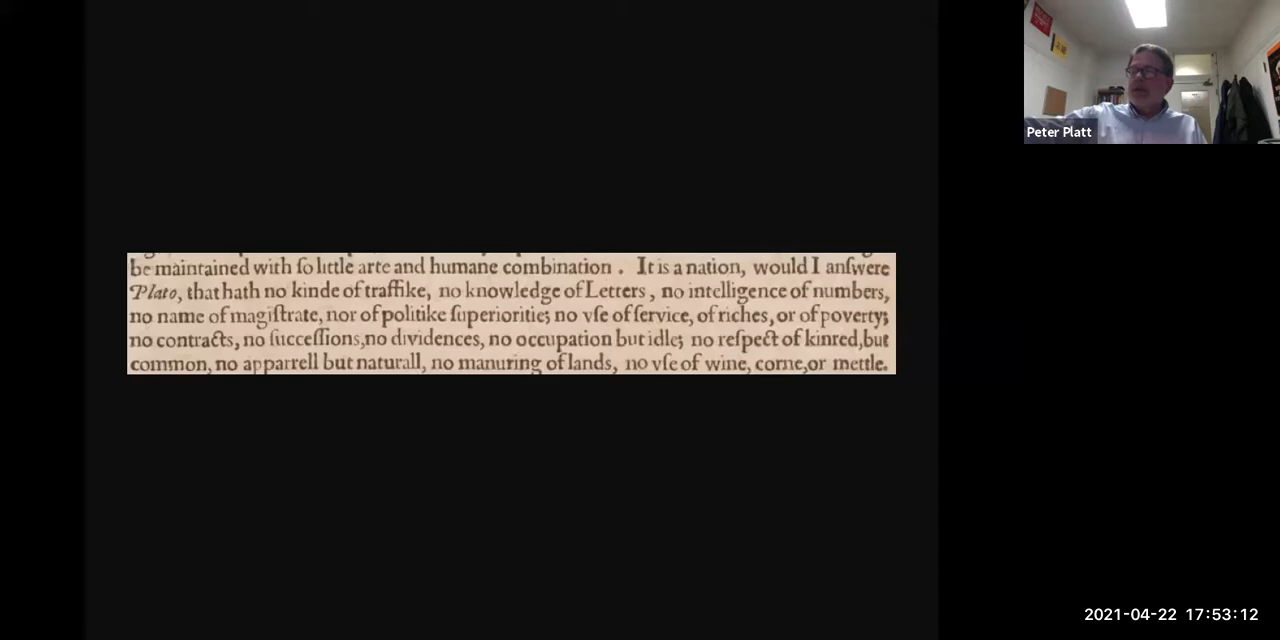 be maintained with ſo little arte and humane combination . It is a nation, would I anſwere
Plato, that hath no kinde of traffike, no knowledge of Letters , no intelligence of numbers,
no name of magiſtrate, nor of politike ſuperioritie; no vſe of ſervice, of riches, or of poverty;
no contracts, no ſucceſſions,no dividences, no occupation but idle; no reſpect of kinred,but
common, no apparrell but naturall, no manuring of lands, no vſe of wine, corne,or mettle.
Peter Platt
2021-04-22 17:53:12